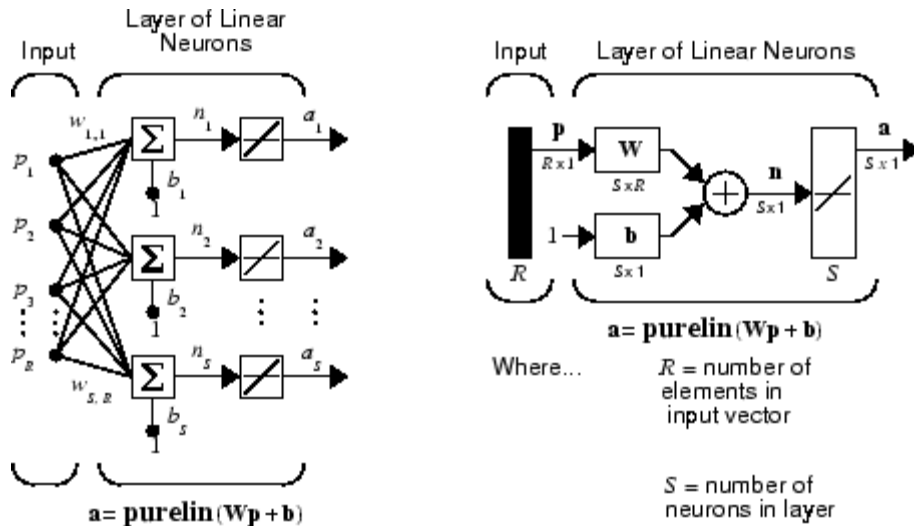 Layer of Linear
Input Neurons
w1,1
n1 a1
p1
Σ
b1
1
p2
n2 a2
Σ
p3
b2
1
pR
nS aS
Σ
wS, R
bS
1
a= purelin (Wp + b)
Input Layer of Linear Neurons
p a
W
R x 1 S x 1
S x R n
+
S x 1
1 b
R S x 1 S
a= purelin (Wp + b)
Where... R = number of
elements in
input vector
S = number of
neurons in layer